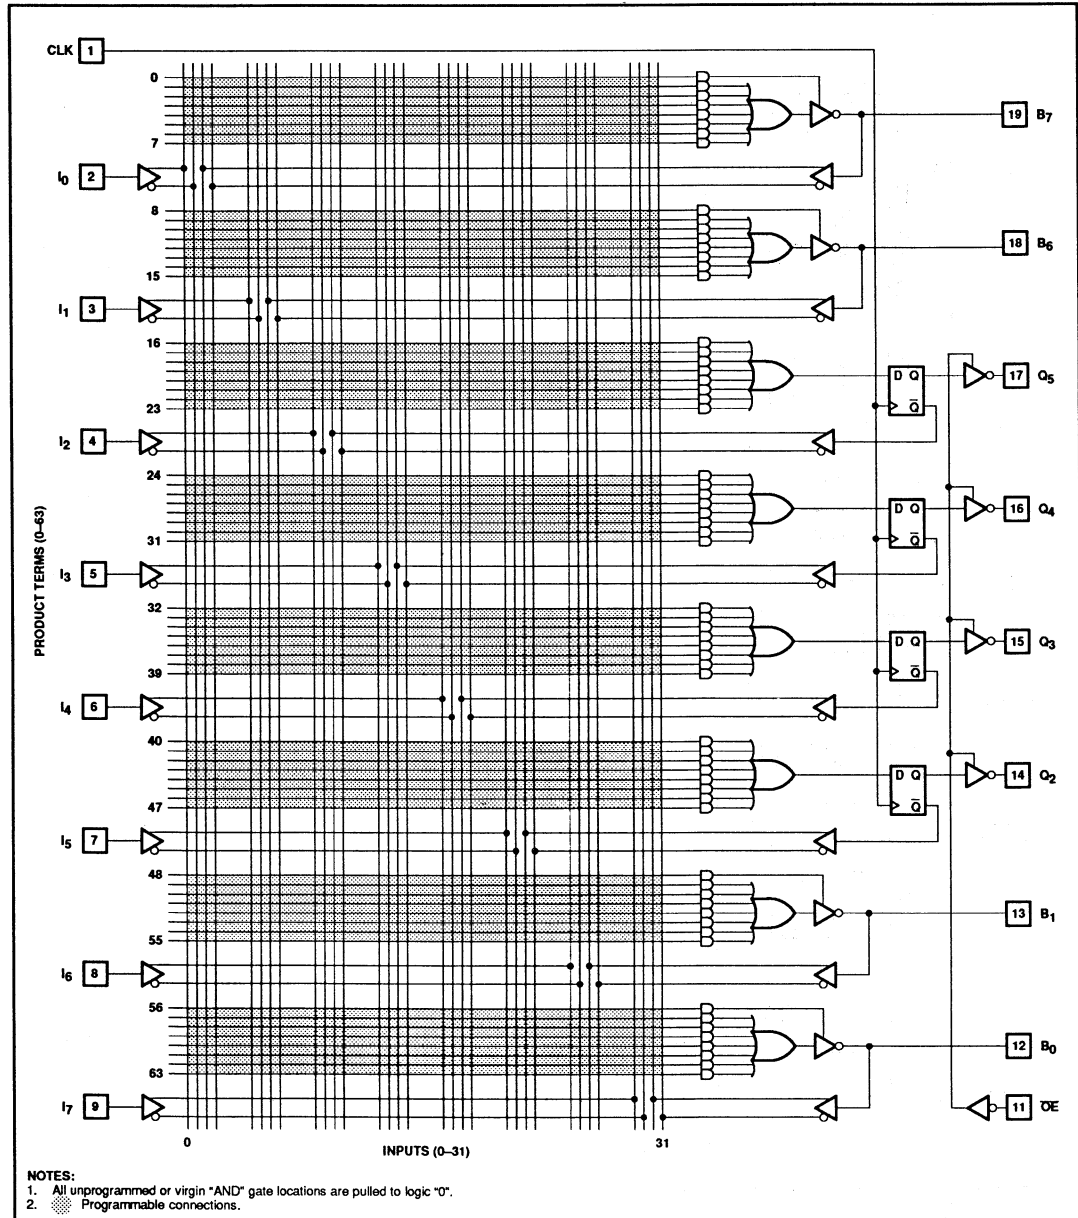 CLK 1
0
19 B7
7
I0 2
8
18 B6
15
I1 3
16
D Q 17 Q5
Q̅
23
I2 4
24
D Q 16 Q4
Q̅
31
I3 5
PRODUCT TERMS (0–63)
32
D Q 15 Q3
Q̅
39
I4 6
40
D Q 14 Q2
Q̅
47
I5 7
48
13 B1
55
I6 8
56
12 B0
63
I7 9
11 O̅E̅
0 31
INPUTS (0–31)
NOTES:
1. All unprogrammed or virgin "AND" gate locations are pulled to logic "0".
2. Programmable connections.